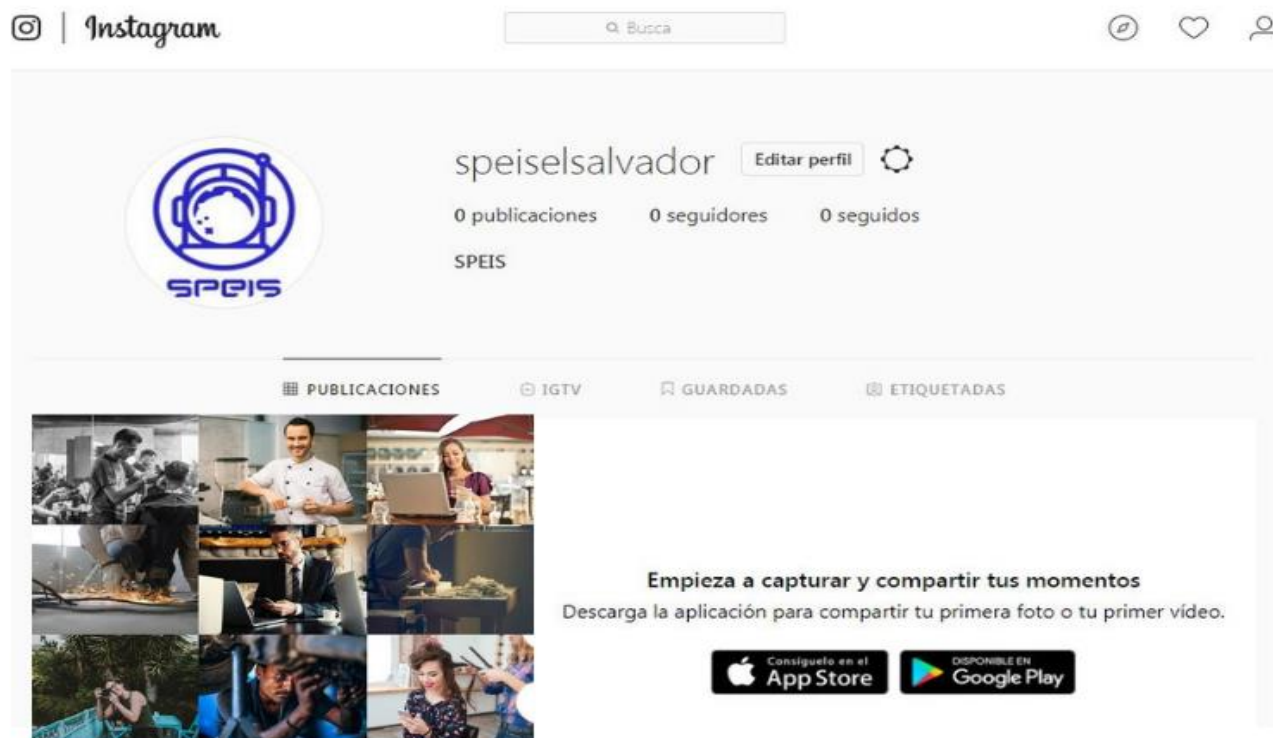 Instagram
Busca
speiselsalvador Editar perfil
0 publicaciones 0 seguidores 0 seguidos
SPEIS
SPEIS
PUBLICACIONES IGTV GUARDADAS ETIQUETADAS
Empieza a capturar y compartir tus momentos
Descarga la aplicación para compartir tu primera foto o tu primer vídeo.
Consíguelo en el
App Store
DISPONIBLE EN
Google Play